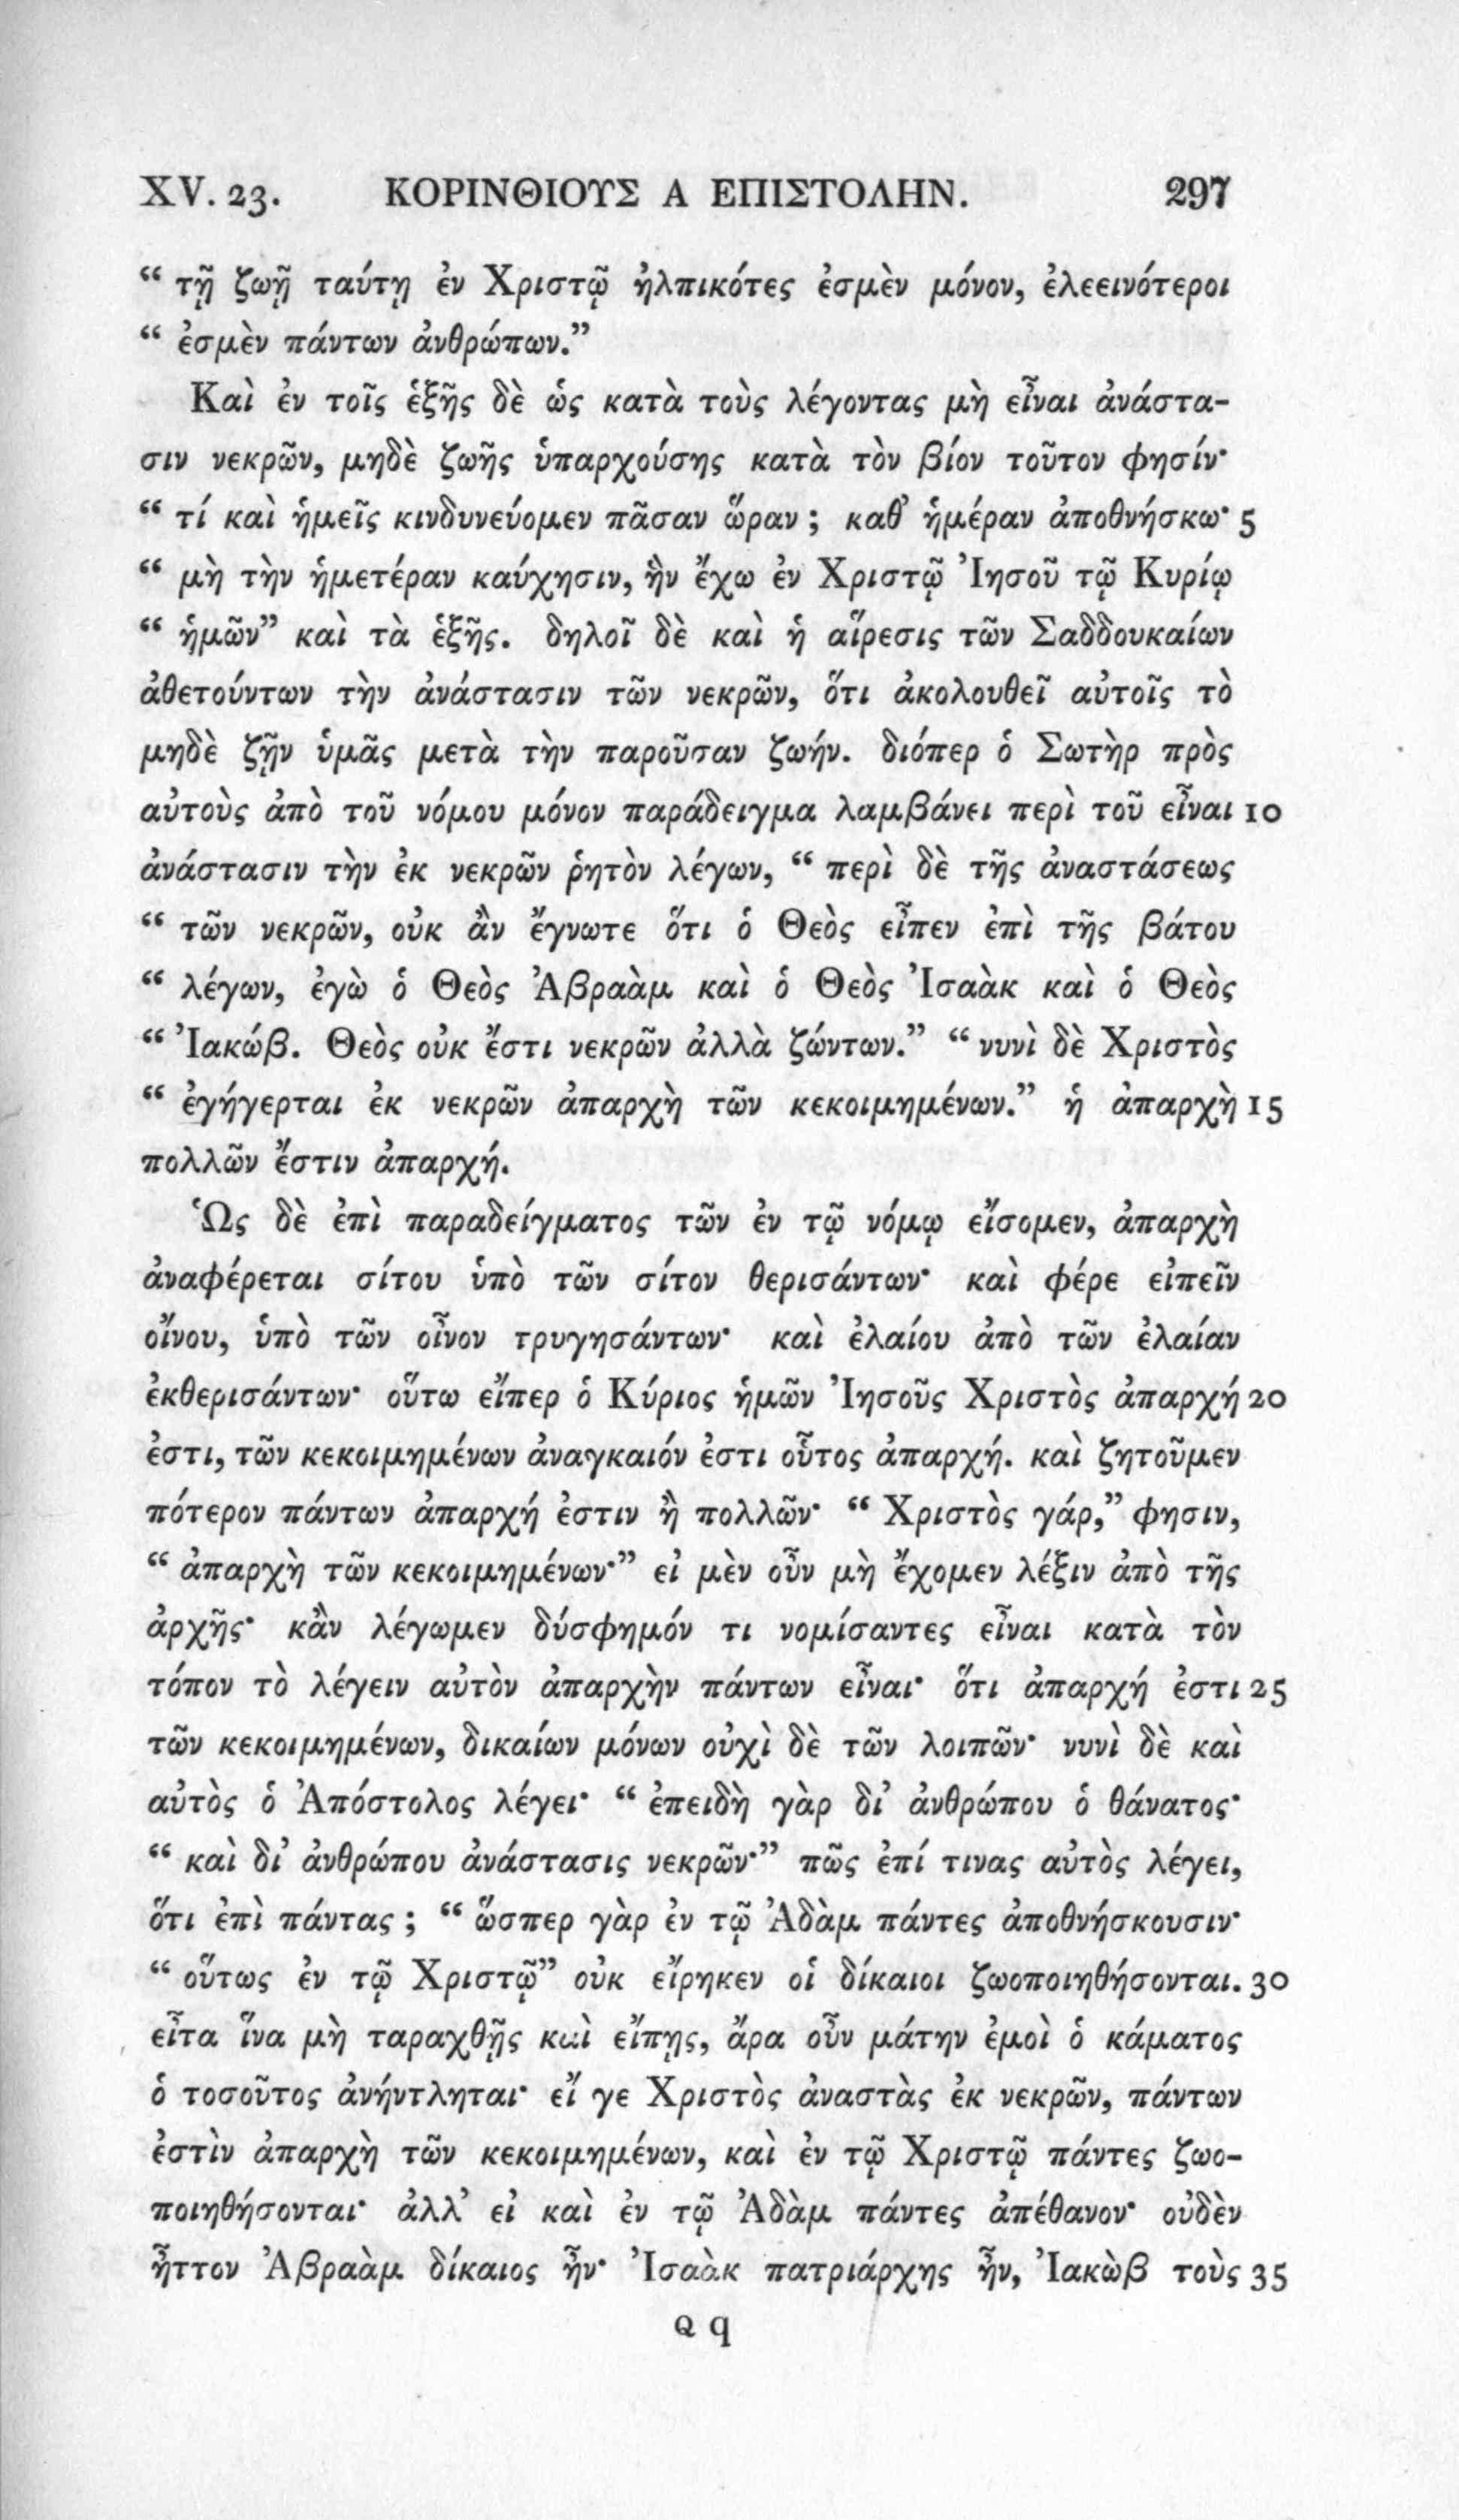 XV. 23. ΚΟΡΙΝΘΙΟΥΣ Α ΕΠΙΣΤΟΛΗΝ. 297
“ τῇ ζωῇ ταύτῃ ἐν Χριστῷ ἠλπικότες ἐσμὲν μόνον, ἐλεεινότεροι
“ ἐσμὲν πάντων ἀνθρώπων.”
Καὶ ἐν τοῖς ἑξῆς δὲ ὡς κατὰ τοὺς λέγοντας μὴ εἶναι ἀνάστα-
σιν νεκρῶν, μηδὲ ζωῆς ὑπαρχούσης κατὰ τὸν βίον τοῦτον φησίν·
“ τί καὶ ἡμεῖς κινδυνεύομεν πᾶσαν ὥραν ; καθ’ ἡμέραν ἀποθνήσκω· 5
“ μὴ τὴν ἡμετέραν καύχησιν, ἣν ἔχω ἐν Χριστῷ Ἰησοῦ τῷ Κυρίῳ
“ ἡμῶν” καὶ τὰ ἑξῆς. δηλοῖ δὲ καὶ ἡ αἵρεσις τῶν Σαδδουκαίων
ἀθετούντων τὴν ἀνάστασιν τῶν νεκρῶν, ὅτι ἀκολουθεῖ αὐτοῖς τὸ
μηδὲ ζῇν ὑμᾶς μετὰ τὴν παροῦσαν ζωήν. διόπερ ὁ Σωτὴρ πρὸς
αὐτοὺς ἀπὸ τοῦ νόμου μόνον παράδειγμα λαμβάνει περὶ τοῦ εἶναι 10
ἀνάστασιν τὴν ἐκ νεκρῶν ῥητὸν λέγων, “ περὶ δὲ τῆς ἀναστάσεως
“ τῶν νεκρῶν, οὐκ ἂν ἔγνωτε ὅτι ὁ Θεὸς εἶπεν ἐπὶ τῆς βάτου
“ λέγων, ἐγὼ ὁ Θεὸς Ἀβραὰμ καὶ ὁ Θεὸς Ἰσαὰκ καὶ ὁ Θεὸς
“ Ἰακώβ. Θεὸς οὐκ ἔστι νεκρῶν ἀλλὰ ζώντων.” “ νυνὶ δὲ Χριστὸς
“ ἐγήγερται ἐκ νεκρῶν ἀπαρχὴ τῶν κεκοιμημένων.” ἡ ἀπαρχὴ 15
πολλῶν ἔστιν ἀπαρχή.
Ὡς δὲ ἐπὶ παραδείγματος τῶν ἐν τῷ νόμῳ εἴσομεν, ἀπαρχὴ
ἀναφέρεται σίτου ὑπὸ τῶν σίτον θερισάντων· καὶ φέρε εἰπεῖν
οἴνου, ὑπὸ τῶν οἶνον τρυγησάντων· καὶ ἐλαίου ἀπὸ τῶν ἐλαίαν
ἐκθερισάντων· οὕτω εἴπερ ὁ Κύριος ἡμῶν Ἰησοῦς Χριστὸς ἀπαρχή 20
ἐστι, τῶν κεκοιμημένων ἀναγκαιόν ἐστι οὗτος ἀπαρχή. καὶ ζητοῦμεν
πότερον πάντων ἀπαρχή ἐστιν ἢ πολλῶν· “ Χριστὸς γάρ,” φησιν,
“ ἀπαρχὴ τῶν κεκοιμημένων·” εἰ μὲν οὖν μὴ ἔχομεν λέξιν ἀπὸ τῆς
ἀρχῆς· κἂν λέγωμεν δύσφημόν τι νομίσαντες εἶναι κατὰ τὸν
τόπον τὸ λέγειν αὐτὸν ἀπαρχὴν πάντων εἶναι· ὅτι ἀπαρχή ἐστι 25
τῶν κεκοιμημένων, δικαίων μόνων οὐχὶ δὲ τῶν λοιπῶν· νυνὶ δὲ καὶ
αὐτὸς ὁ Ἀπόστολος λέγει· “ ἐπειδὴ γὰρ δι’ ἀνθρώπου ὁ θάνατος·
“ καὶ δι’ ἀνθρώπου ἀνάστασις νεκρῶν·” πῶς ἐπί τινας αὐτὸς λέγει,
ὅτι ἐπὶ πάντας ; “ ὥσπερ γὰρ ἐν τῷ Ἀδὰμ πάντες ἀποθνήσκουσιν·
“ οὕτως ἐν τῷ Χριστῷ” οὐκ εἴρηκεν οἱ δίκαιοι ζωοποιηθήσονται. 30
εἶτα ἵνα μὴ ταραχθῇς καὶ εἴπῃς, ἄρα οὖν μάτην ἐμοὶ ὁ κάματος
ὁ τοσοῦτος ἀνήντληται· εἴ γε Χριστὸς ἀναστὰς ἐκ νεκρῶν, πάντων
ἐστὶν ἀπαρχὴ τῶν κεκοιμημένων, καὶ ἐν τῷ Χριστῷ πάντες ζωο-
ποιηθήσονται· ἀλλ’ εἰ καὶ ἐν τῷ Ἀδὰμ πάντες ἀπέθανον· οὐδὲν
ἧττον Ἀβραὰμ δίκαιος ἦν· Ἰσαὰκ πατριάρχης ἦν, Ἰακὼβ τοὺς 35
Q q